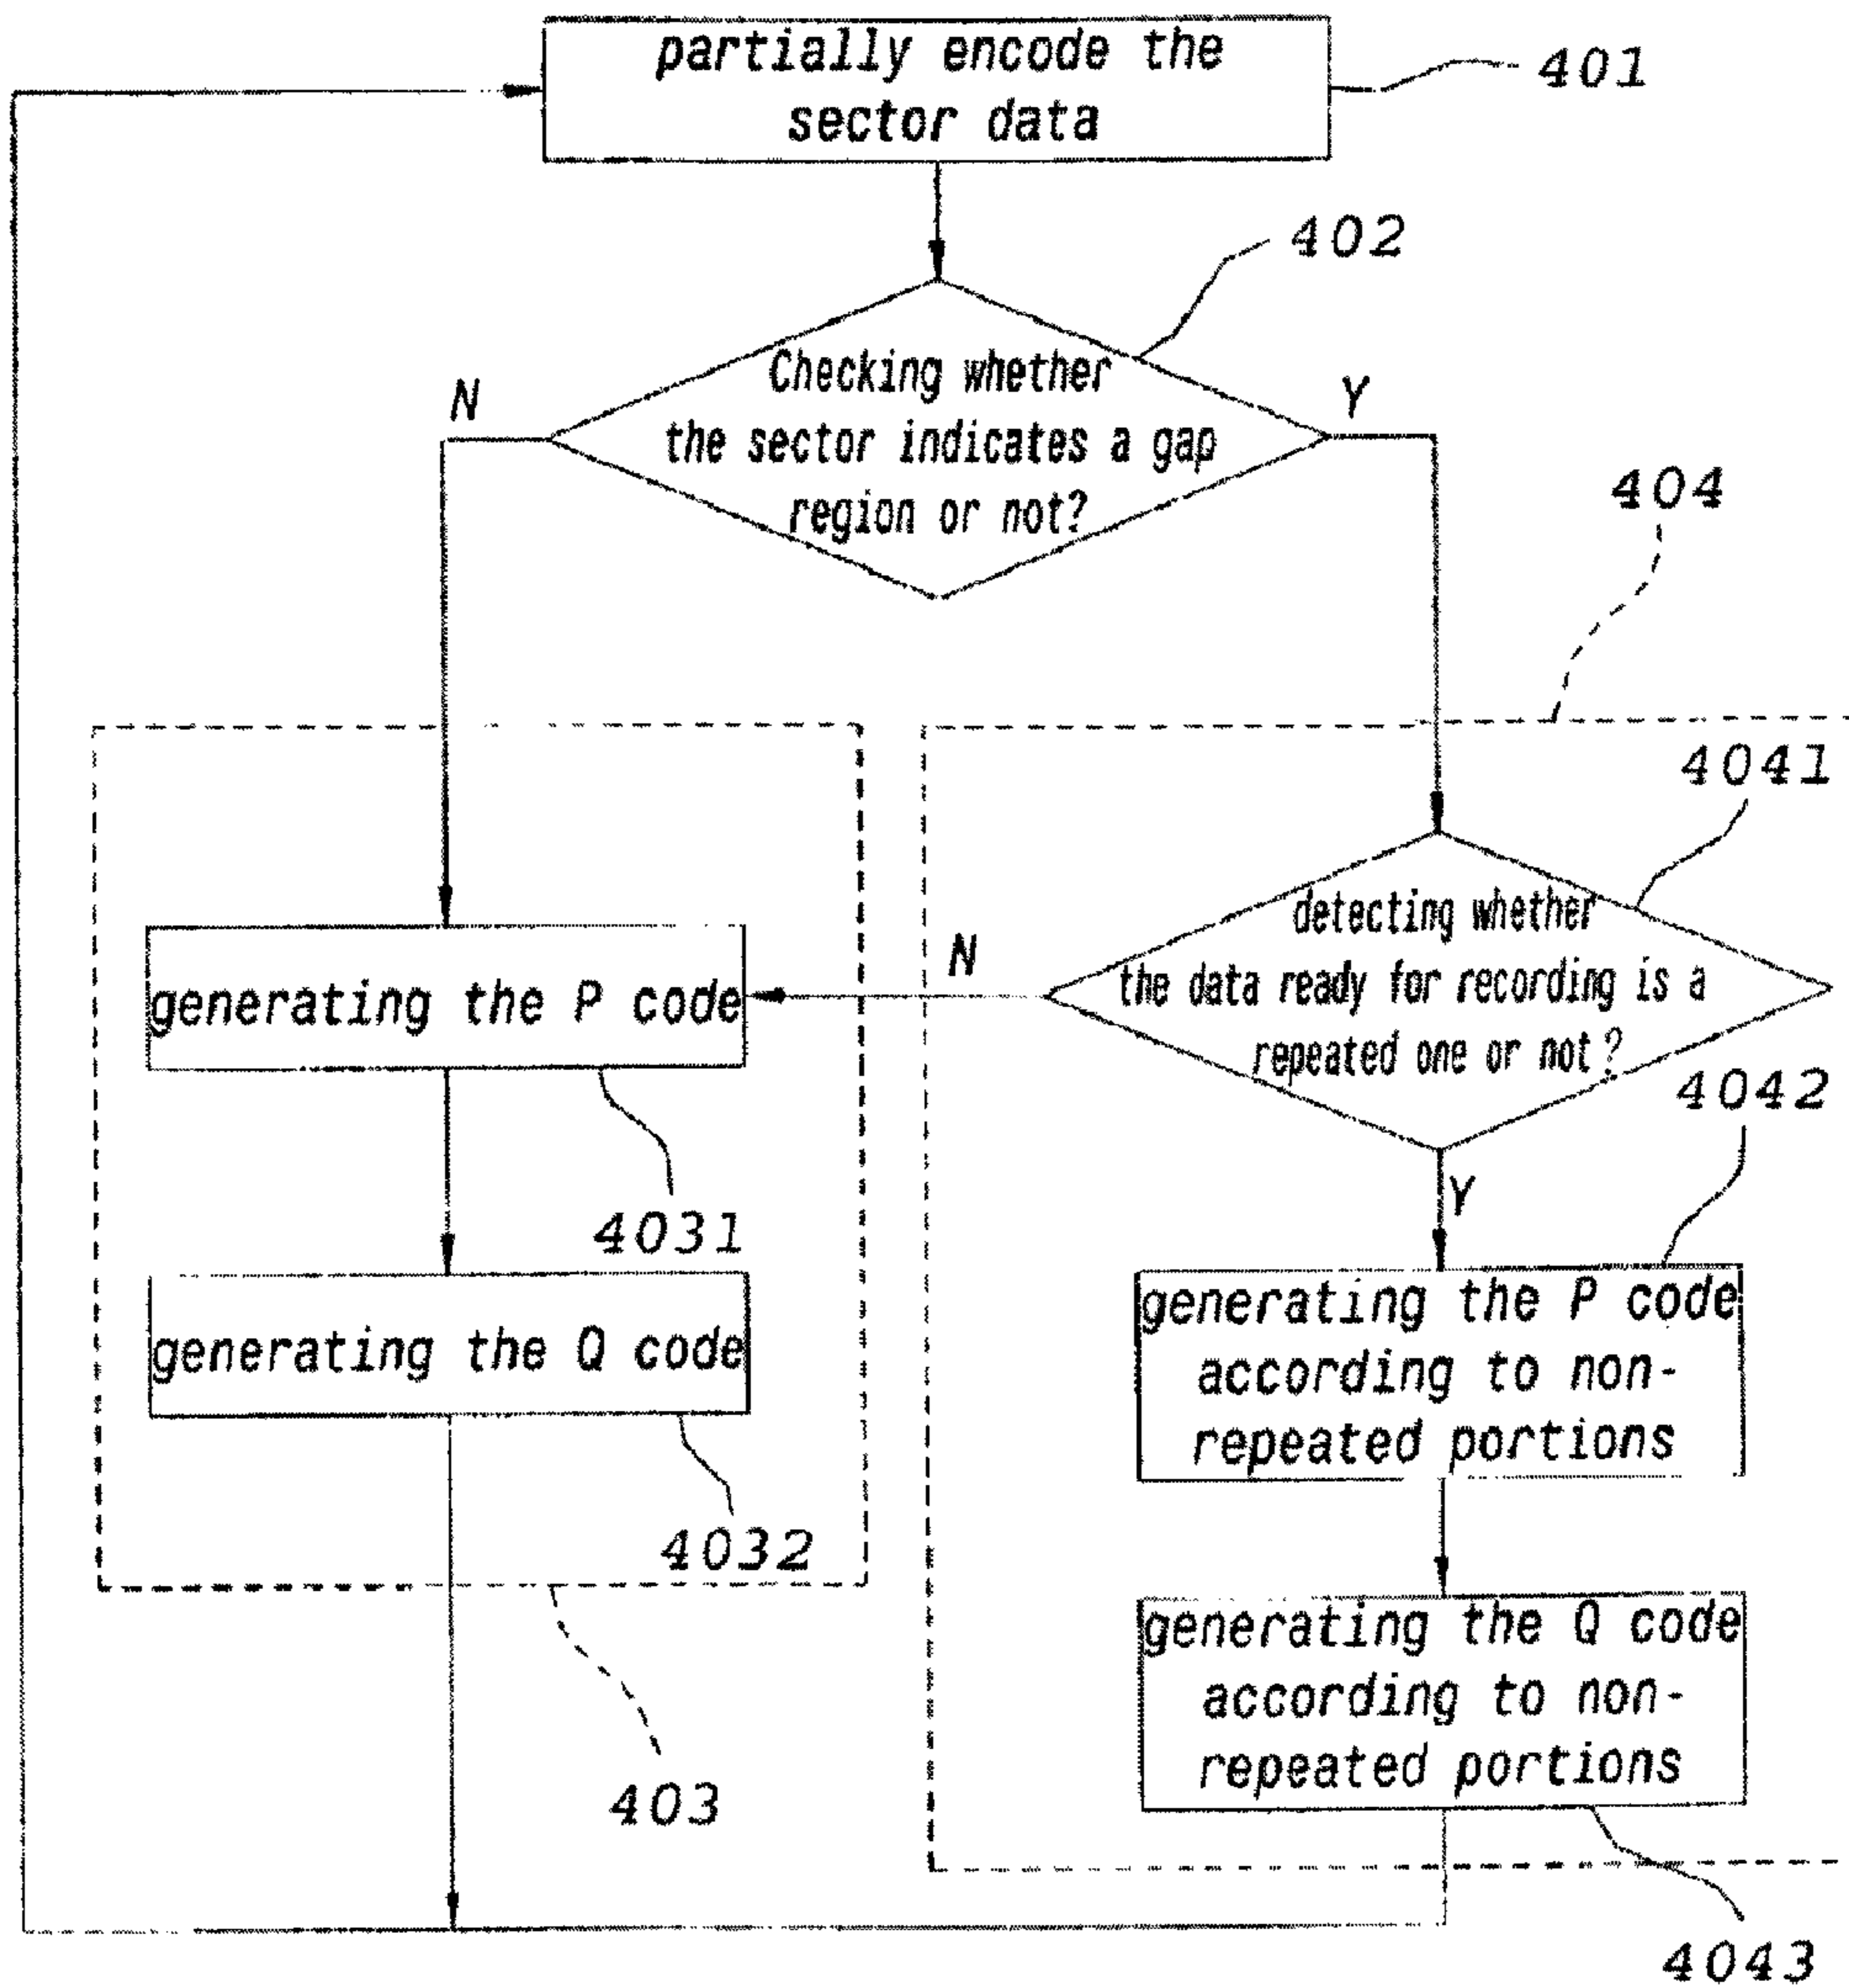 partially encode the
sector data
401
402
Checking whether
the sector indicates a gap
region or not?
N
Y
404
4041
detecting whether
the data ready for recording is a
repeated one or not?
N
Y
generating the P code
4031
generating the Q code
4032
403
4042
generating the P code
according to non-
repeated portions
generating the Q code
according to non-
repeated portions
4043